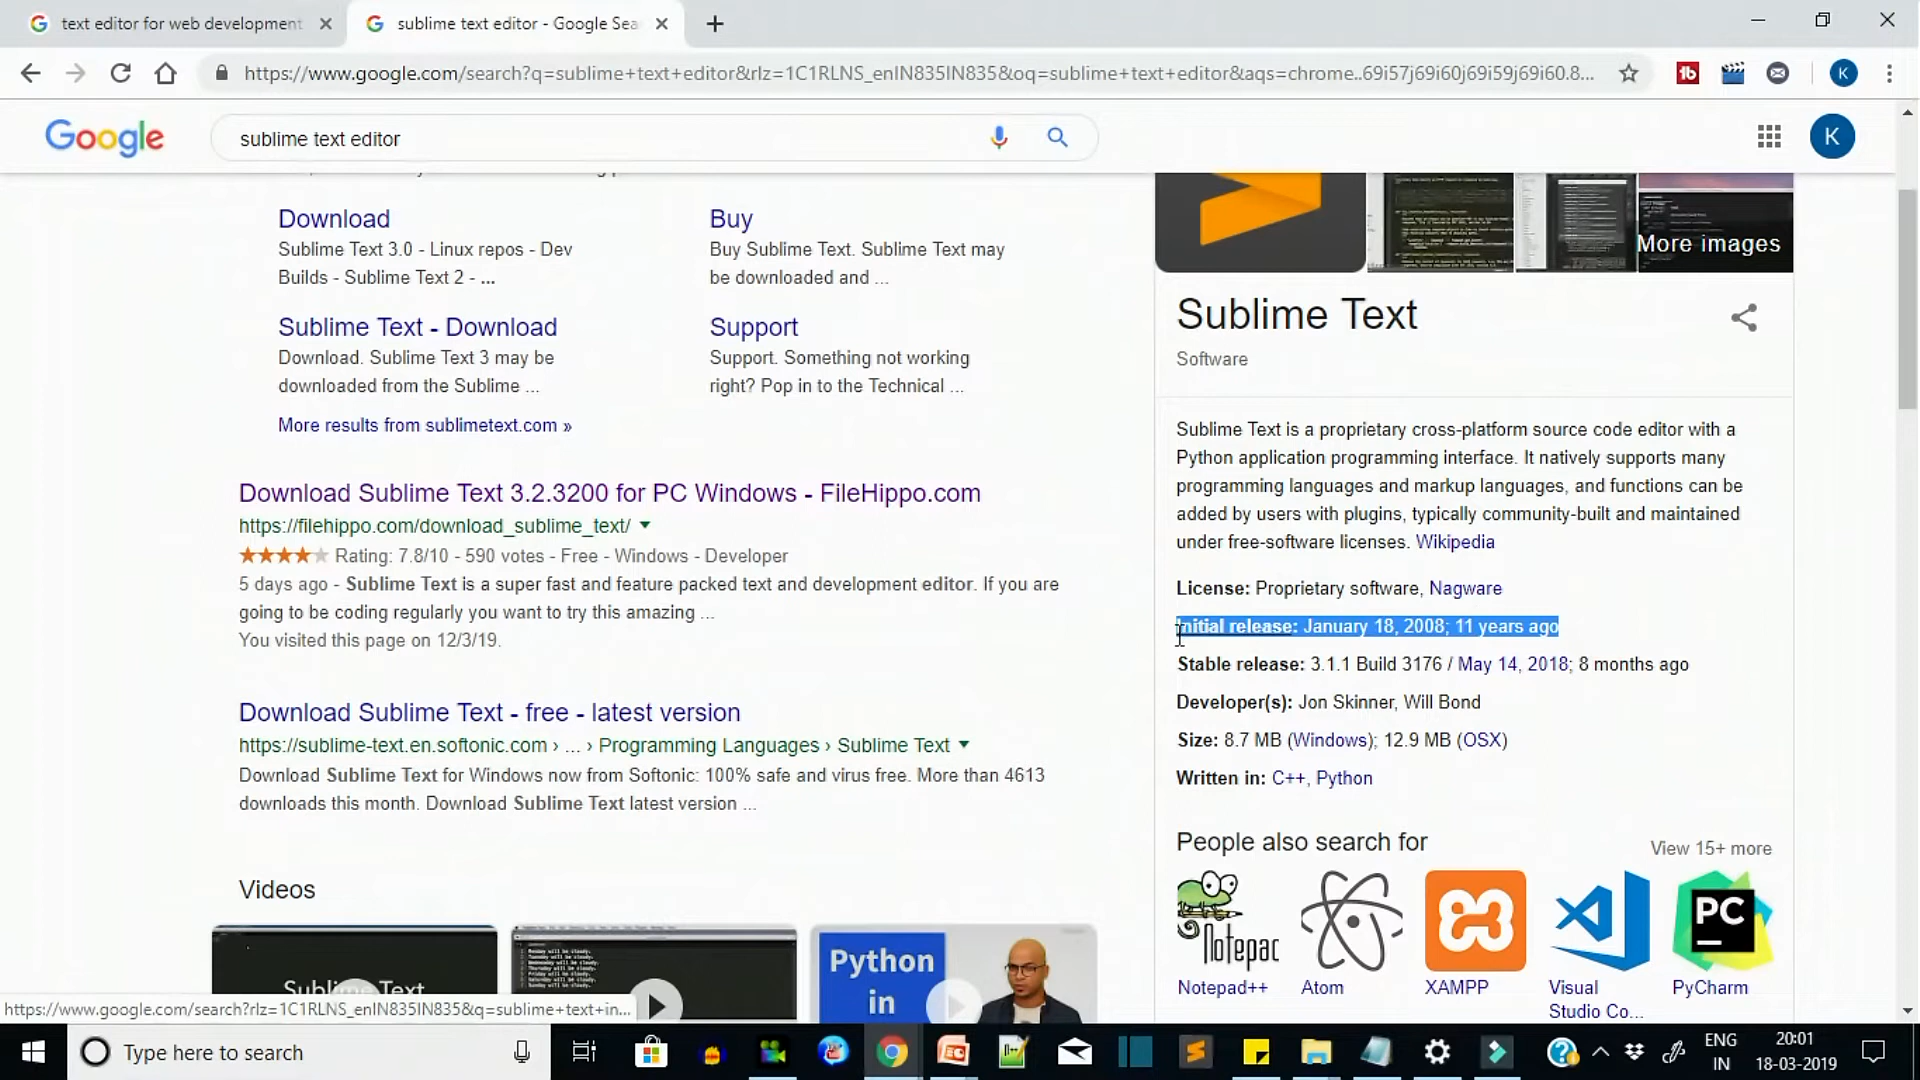 text editor for web development
sublime text editor - Google Sea
https://www.google.com/search?q=sublime+text+editor&rlz=1C1RLNS_enIN835IN835&oq=sublime+text+editor&aqs=chrome..69i57j69i60j69i59j69i60.8...
K
Google
sublime text editor
K
Download
Sublime Text 3.0 - Linux repos - Dev
Builds - Sublime Text 2 - ...
Buy
Buy Sublime Text. Sublime Text may
be downloaded and ...
Sublime Text - Download
Download. Sublime Text 3 may be
downloaded from the Sublime ...
Support
Support. Something not working
right? Pop in to the Technical ...
More results from sublimetext.com »
Download Sublime Text 3.2.3200 for PC Windows - FileHippo.com
https://filehippo.com/download_sublime_text/
Rating: 7.8/10 - 590 votes - Free - Windows - Developer
5 days ago - Sublime Text is a super fast and feature packed text and development editor. If you are
going to be coding regularly you want to try this amazing ...
You visited this page on 12/3/19.
Download Sublime Text - free - latest version
https://sublime-text.en.softonic.com › ... › Programming Languages › Sublime Text
Download Sublime Text for Windows now from Softonic: 100% safe and virus free. More than 4613
downloads this month. Download Sublime Text latest version ...
Videos
Sublime Text
Python
in
More images
Sublime Text
Software
Sublime Text is a proprietary cross-platform source code editor with a
Python application programming interface. It natively supports many
programming languages and markup languages, and functions can be
added by users with plugins, typically community-built and maintained
under free-software licenses. Wikipedia
License: Proprietary software, Nagware
Initial release: January 18, 2008; 11 years ago
Stable release: 3.1.1 Build 3176 / May 14, 2018; 8 months ago
Developer(s): Jon Skinner, Will Bond
Size: 8.7 MB (Windows); 12.9 MB (OSX)
Written in: C++, Python
People also search for
View 15+ more
PC
Notepad++
Atom
XAMPP
Visual
Studio Co...
PyCharm
https://www.google.com/search?rlz=1C1RLNS_enIN835IN835&q=sublime+text+in...
Type here to search
ENG
IN
20:01
18-03-2019